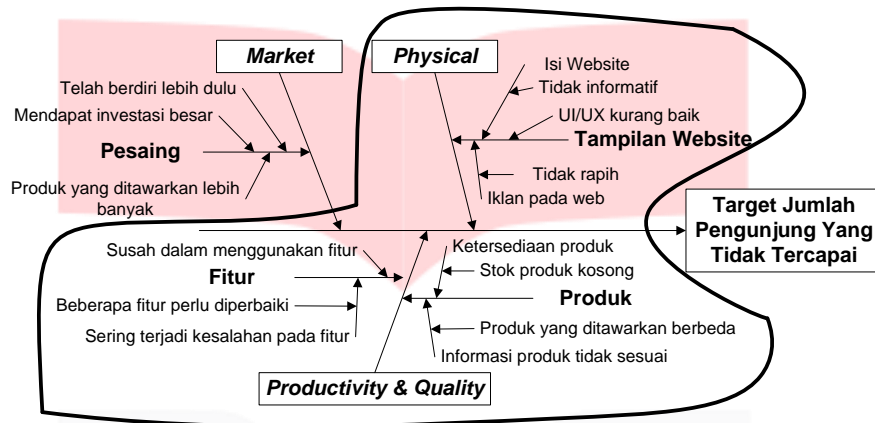 Market
Physical
Isi Website
Telah berdiri lebih dulu
Tidak informatif
Mendapat investasi besar
UI/UX kurang baik
Pesaing
Tampilan Website
Tidak rapih
Produk yang ditawarkan lebih
banyak
Iklan pada web
Target Jumlah
Pengunjung Yang
Tidak Tercapai
Susah dalam menggunakan fitur
Ketersediaan produk
Fitur
Stok produk kosong
Beberapa fitur perlu diperbaiki
Produk
Sering terjadi kesalahan pada fitur
Produk yang ditawarkan berbeda
Informasi produk tidak sesuai
Productivity & Quality